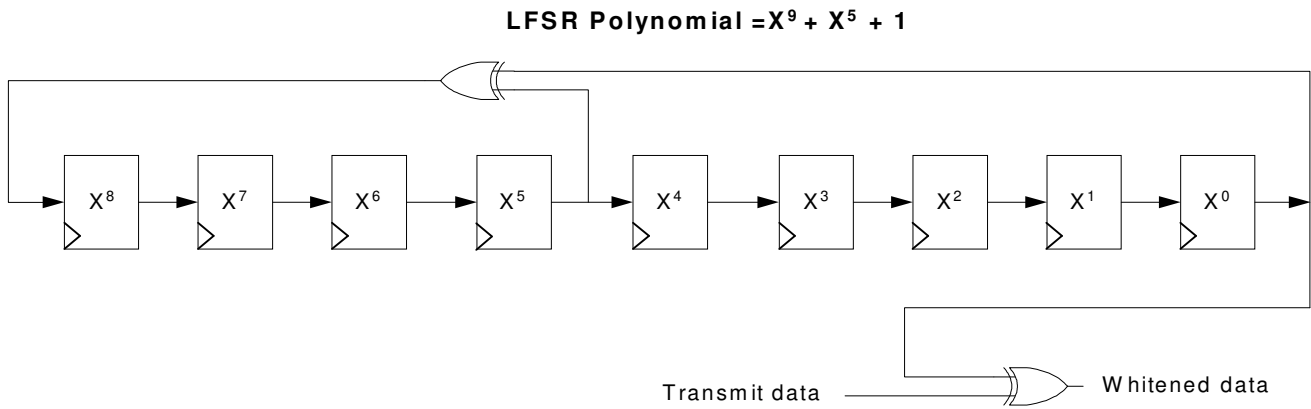 LFSR Polynomial =X⁹ + X⁵ + 1
X⁸ X⁷ X⁶ X⁵ X⁴ X³ X² X¹ X⁰
Transmit data
Whitened data